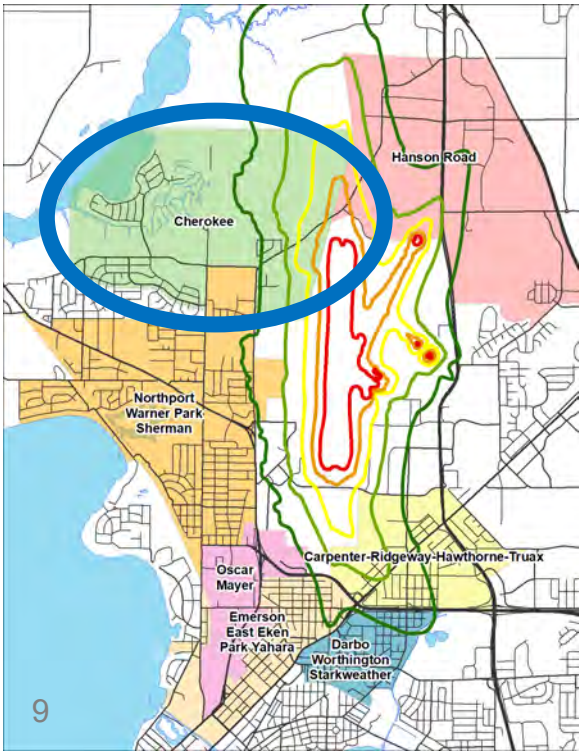 Hanson Road
Cherokee
Northport
Warner Park
Sherman
Carpenter-Ridgeway-Hawthorne-Truax
Oscar
Mayer
Emerson
East Eken
Park Yahara
Darbo
Worthington
Starkweather
9